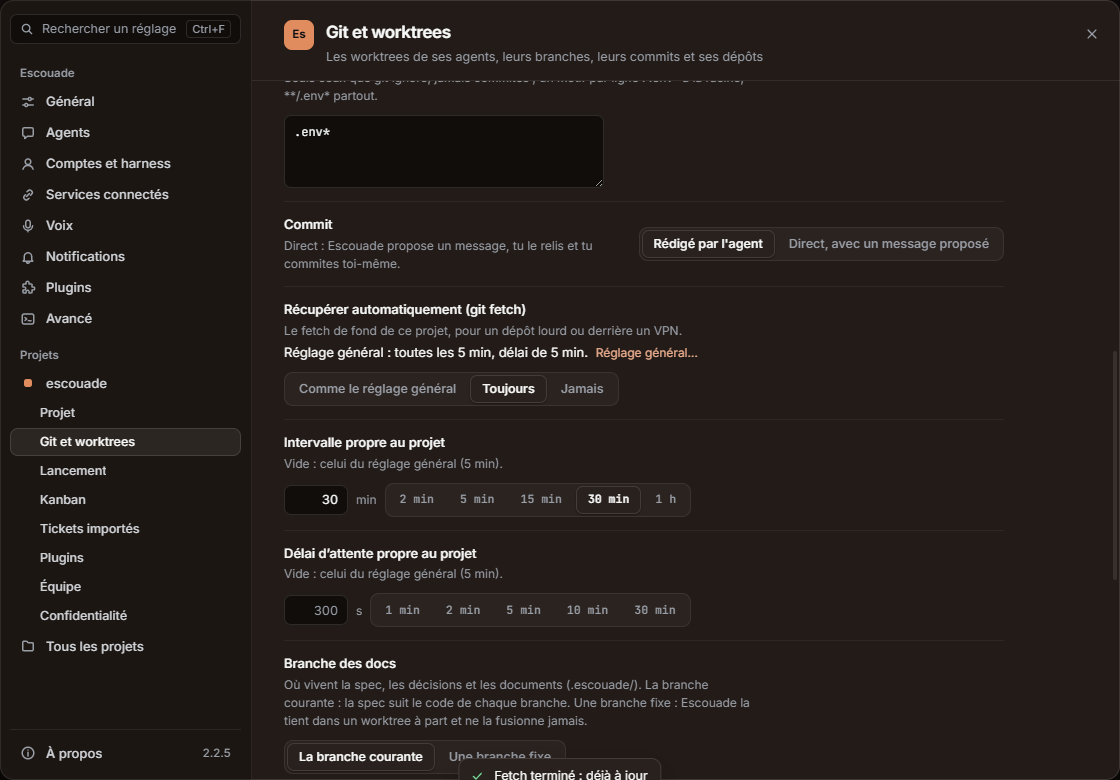 Rechercher un réglage Ctrl+F
Escouade
Général
Agents
Comptes et harness
Services connectés
Voix
Notifications
Plugins
Avancé
Projets
escouade
Projet
Git et worktrees
Lancement
Kanban
Tickets importés
Plugins
Équipe
Confidentialité
Tous les projets
À propos 2.2.5
Es
Git et worktrees
Les worktrees de ses agents, leurs branches, leurs commits et ses dépôts
**/.env* partout.
.env*
Commit
Direct : Escouade propose un message, tu le relis et tu
commites toi-même.
Rédigé par l'agent Direct, avec un message proposé
Récupérer automatiquement (git fetch)
Le fetch de fond de ce projet, pour un dépôt lourd ou derrière un VPN.
Réglage général : toutes les 5 min, délai de 5 min. Réglage général…
Comme le réglage général Toujours Jamais
Intervalle propre au projet
Vide : celui du réglage général (5 min).
30 min 2 min 5 min 15 min 30 min 1 h
Délai d’attente propre au projet
Vide : celui du réglage général (5 min).
300 s 1 min 2 min 5 min 10 min 30 min
Branche des docs
Où vivent la spec, les décisions et les documents (.escouade/). La branche
courante : la spec suit le code de chaque branche. Une branche fixe : Escouade la
tient dans un worktree à part et ne la fusionne jamais.
La branche courante Une branche fixe
Fetch terminé : déjà à jour